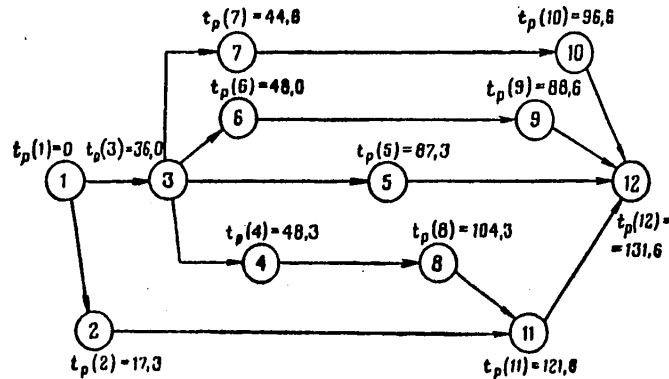 t_p(7)=44,6
t_p(10)=96,6
7
10
t_p(6)=48,0
t_p(9)=88,6
6
9
t_p(1)=0
t_p(3)=36,0
t_p(5)=87,3
1
3
5
12
t_p(4)=48,3
t_p(8)=104,3
t_p(12)=
=131,6
4
8
2
11
t_p(2)=17,3
t_p(11)=121,6